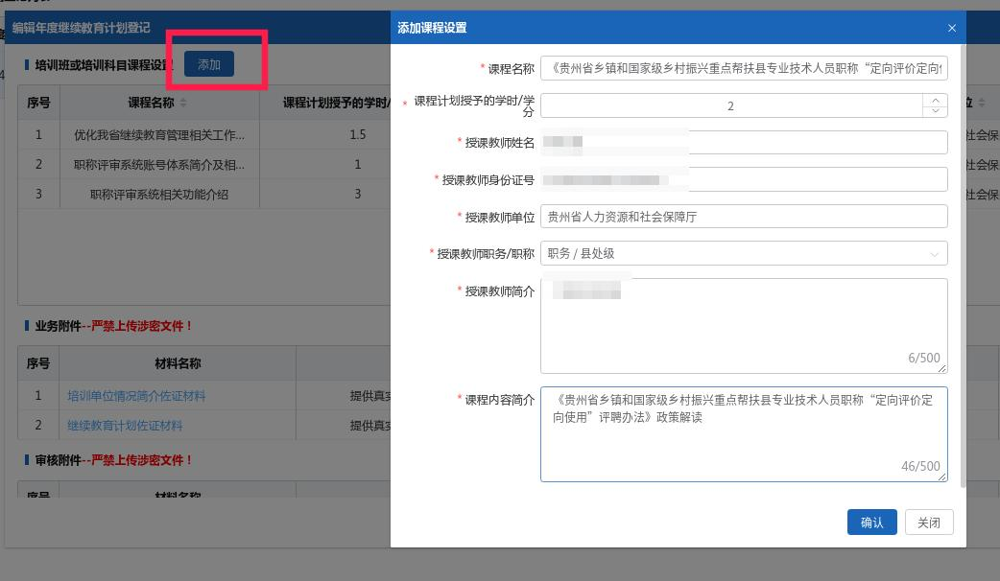 编辑年度继续教育计划登记
添加课程设置
培训班或培训科目课程设置
添加
序号
课程名称
课程计划授予的学时/
1
优化我省继续教育管理相关工作...
1.5
社会保
2
职称评审系统账号体系简介及相...
1
社会保
3
职称评审系统相关功能介绍
3
社会保
业务附件--严禁上传涉密文件！
序号
材料名称
1
培训单位情况简介佐证材料
提供真实
2
继续教育计划佐证材料
提供真实
审核附件--严禁上传涉密文件！
序号
材料名称
* 课程名称
《贵州省乡镇和国家级乡村振兴重点帮扶县专业技术人员职称“定向评价定向使
* 课程计划授予的学时/学
分
2
* 授课教师姓名
* 授课教师身份证号
* 授课教师单位
贵州省人力资源和社会保障厅
* 授课教师职务/职称
职务 / 县处级
* 授课教师简介
6/500
* 课程内容简介
《贵州省乡镇和国家级乡村振兴重点帮扶县专业技术人员职称“定向评价定
向使用”评聘办法》政策解读
46/500
确认
关闭